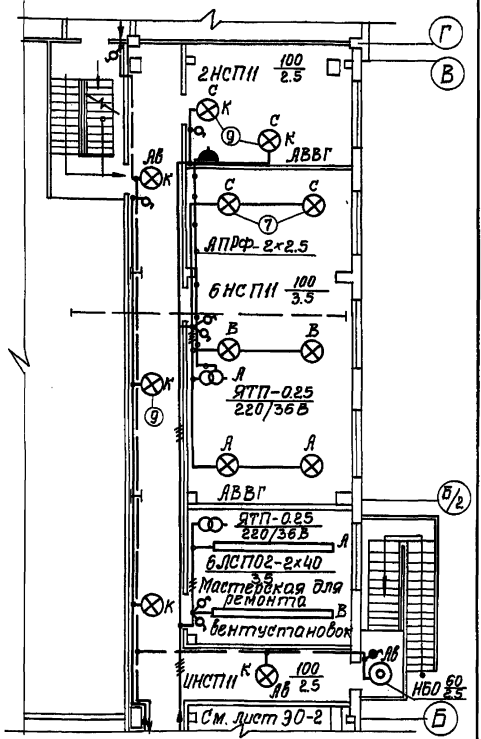 Г
В
2НСП11 100/2.5
С
К
9
С
К
АВВГ
Ав
К
С
С
7
АПРФ-2×2.5
6НСП11 100/3.5
В
В
А
ЯТП-0.25
220/36В
К
9
А
А
АВВГ
Б/2
ЯТП-0.25
220/36В
А
6ЛСП02-2×40
3.5
Мастерская для
ремонта
В
вентустановок
К
Ав
К
1НСП11 100/2.5
Ав
НБО 60/2.5
См. лист ЭО-2
Б